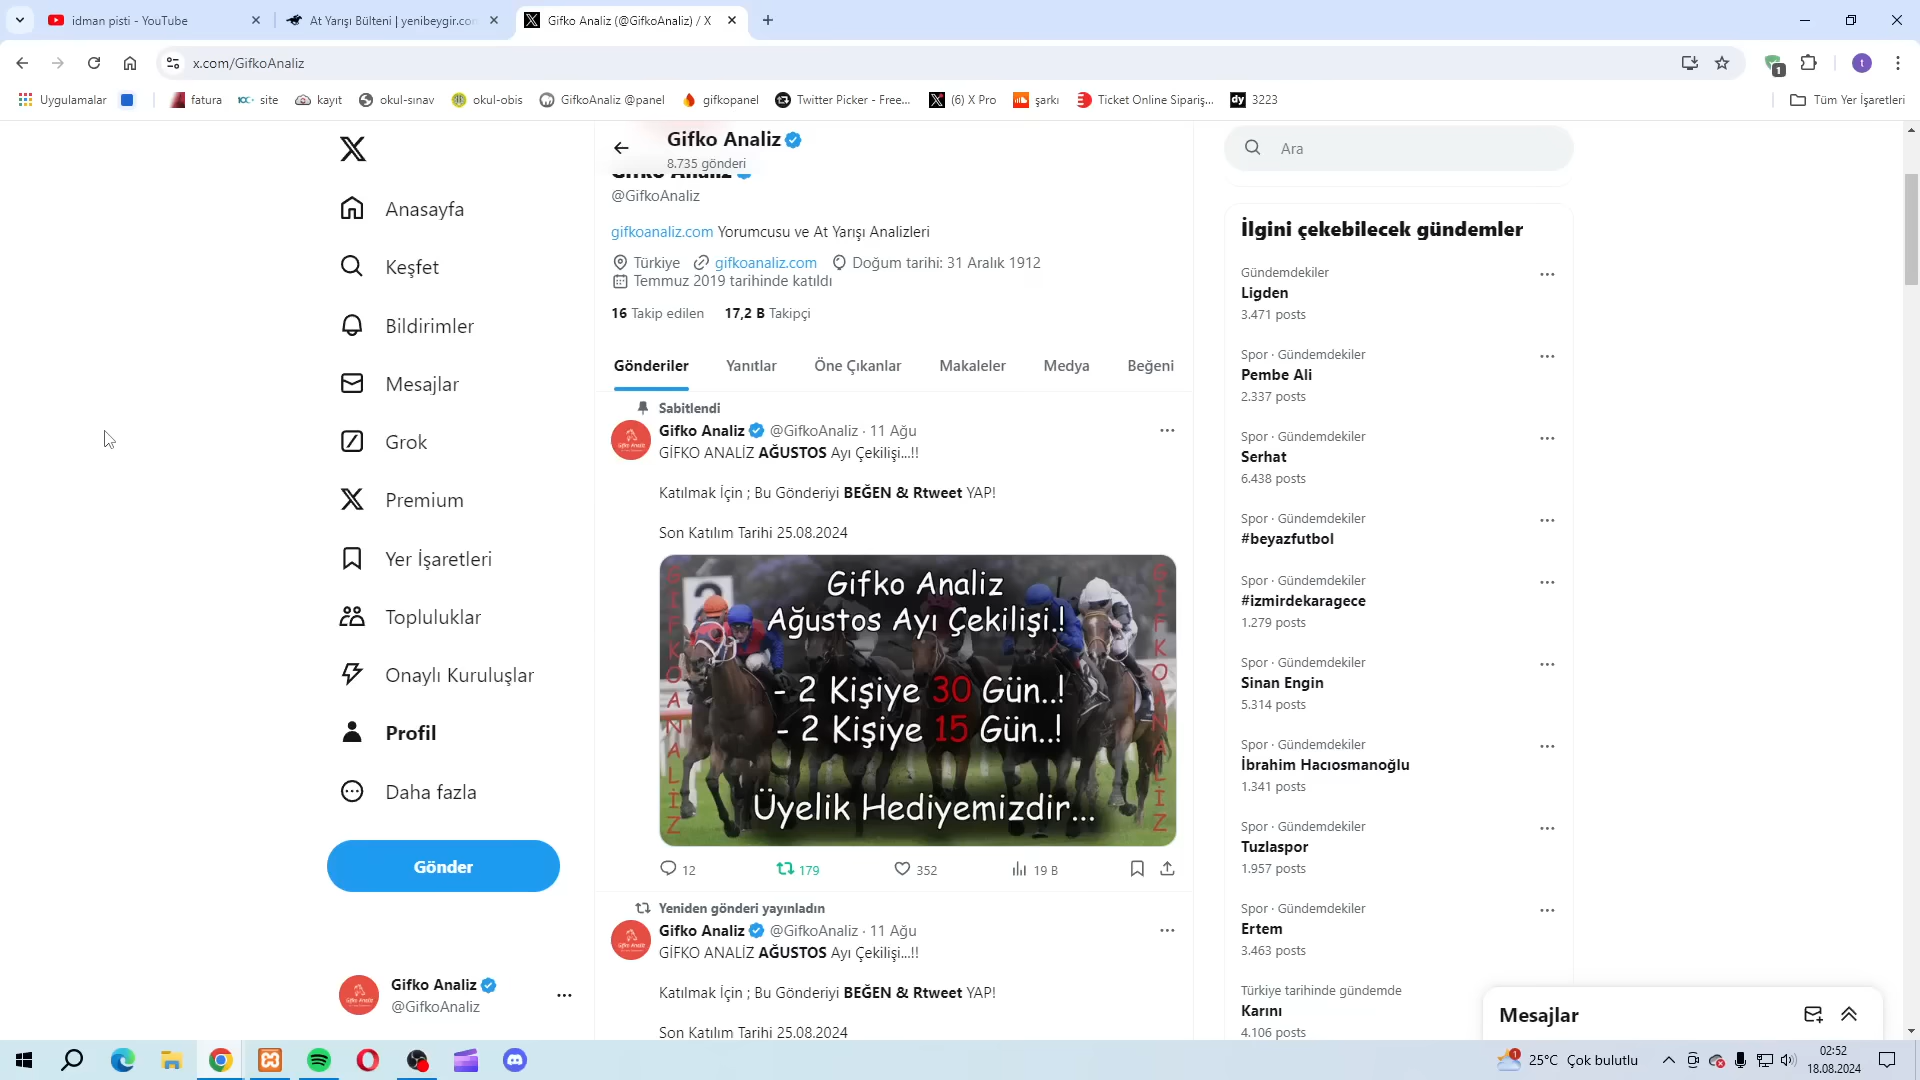 idman pisti - YouTube
At Yarışı Bülteni | yenibeygir.co
Gifko Analiz (@GifkoAnaliz) / X
x.com/GifkoAnaliz
1
t
Uygulamalar
fatura
site
kayıt
okul-sınav
okul-obis
GifkoAnaliz @panel
gifkopanel
Twitter Picker - Free...
(6) X Pro
şarkı
Ticket Online Sipariş...
dy 3223
Tüm Yer İşaretleri
Anasayfa
Keşfet
Bildirimler
Mesajlar
Grok
Premium
Yer İşaretleri
Topluluklar
Onaylı Kuruluşlar
Profil
Daha fazla
Gönder
Gifko Analiz
@GifkoAnaliz
Gifko Analiz
8.735 gönderi
Gifko Analiz
@GifkoAnaliz
gifkoanaliz.com Yorumcusu ve At Yarışı Analizleri
Türkiye gifkoanaliz.com Doğum tarihi: 31 Aralık 1912
Temmuz 2019 tarihinde katıldı
16 Takip edilen 17,2 B Takipçi
Gönderiler Yanıtlar Öne Çıkanlar Makaleler Medya Beğeni
Sabitlendi
Gifko Analiz @GifkoAnaliz · 11 Ağu
GİFKO ANALİZ AĞUSTOS Ayı Çekilişi...!!
Katılmak İçin ; Bu Gönderiyi BEĞEN & Rtweet YAP!
Son Katılım Tarihi 25.08.2024
GİFKOANALİZ
Gifko Analiz
Ağustos Ayı Çekilişi.!
- 2 Kişiye 30 Gün..!
- 2 Kişiye 15 Gün..!
Üyelik Hediyemizdir...
GİFKOANALİZ
2
12 179 352 19 B
Yeniden gönderi yayınladın
Gifko Analiz @GifkoAnaliz · 11 Ağu
GİFKO ANALİZ AĞUSTOS Ayı Çekilişi...!!
Katılmak İçin ; Bu Gönderiyi BEĞEN & Rtweet YAP!
Son Katılım Tarihi 25.08.2024
Ara
İlgini çekebilecek gündemler
Gündemdekiler
Ligden
3.471 posts
Spor · Gündemdekiler
Pembe Ali
2.337 posts
Spor · Gündemdekiler
Serhat
6.438 posts
Spor · Gündemdekiler
#beyazfutbol
Spor · Gündemdekiler
#izmirdekaragece
1.279 posts
Spor · Gündemdekiler
Sinan Engin
5.314 posts
Spor · Gündemdekiler
İbrahim Hacıosmanoğlu
1.341 posts
Spor · Gündemdekiler
Tuzlaspor
1.957 posts
Spor · Gündemdekiler
Ertem
3.463 posts
Türkiye tarihinde gündemde
Karını
4.106 posts
Mesajlar
1
25°C Çok bulutlu
02:52
18.08.2024